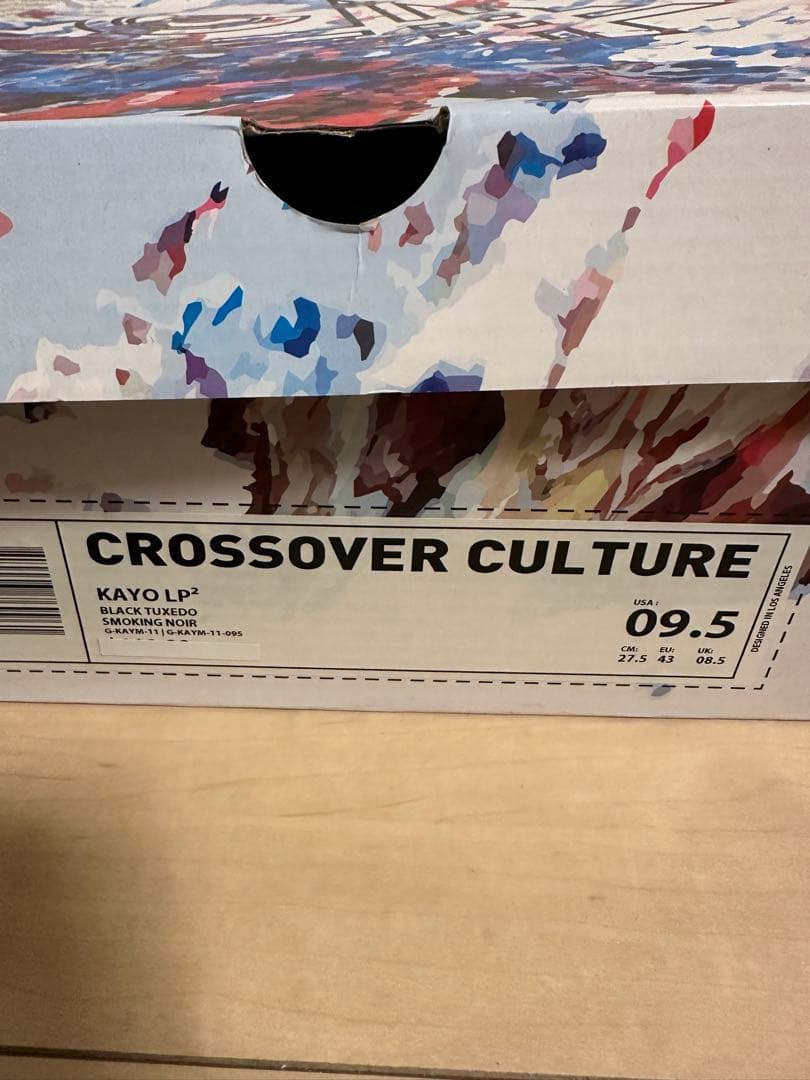 CROSSOVER CULTURE
KAYO LP²
BLACK TUXEDO
SMOKING NOIR
G-KAYM-11 | G-KAYM-11-095
USA :
09.5
CM: EU: UK:
27.5 43 08.5
DESIGNED IN LOS ANGELES